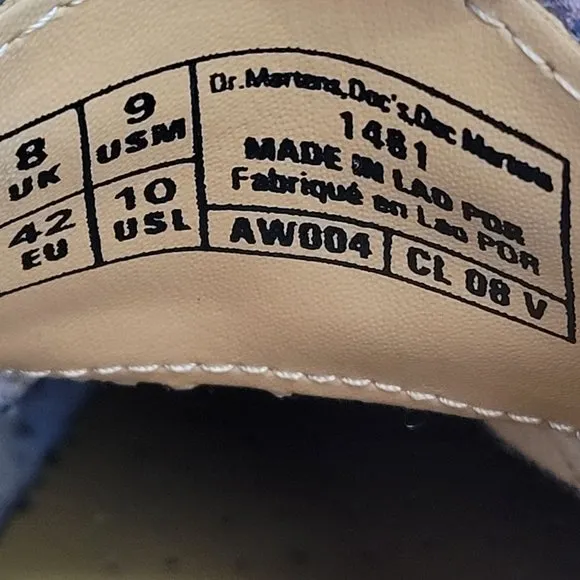 8
UK
9
USM
42
EU
10
USL
Dr.Martens,Doc's,Doc Martens
1461
MADE IN LAO PDR
Fabriqué en Lao PDR
AW004
CL 08 V